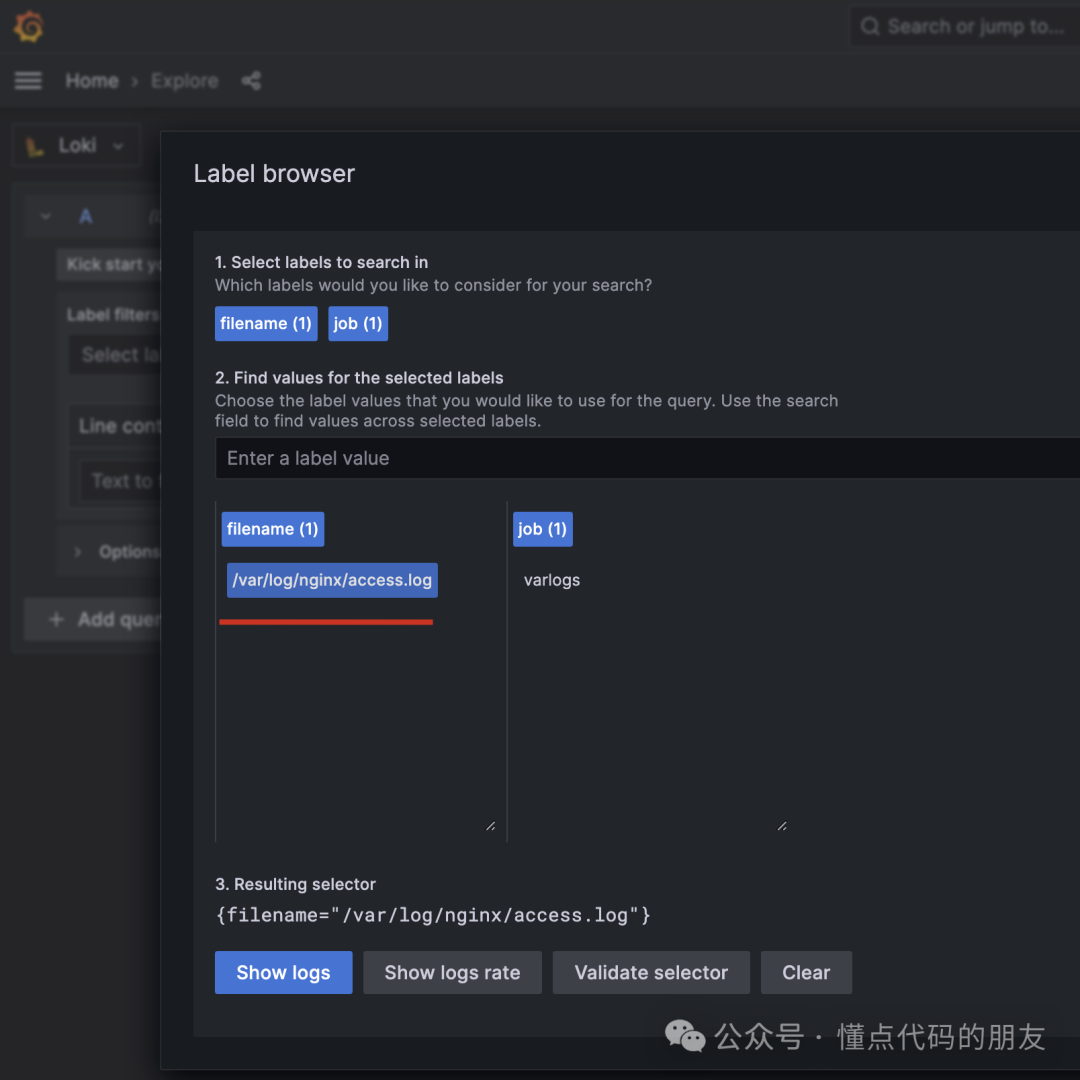 Search or jump to...
Home › Explore
Loki
Label browser
A
Kick start yo
1. Select labels to search in
Which labels would you like to consider for your search?
Label filters
filename (1) job (1)
Select la
2. Find values for the selected labels
Choose the label values that you would like to use for the query. Use the search
field to find values across selected labels.
Line cont
Enter a label value
Text to f
filename (1) job (1)
Options
/var/log/nginx/access.log varlogs
+ Add quer
3. Resulting selector
{filename="/var/log/nginx/access.log"}
Show logs Show logs rate Validate selector Clear
公众号 · 懂点代码的朋友